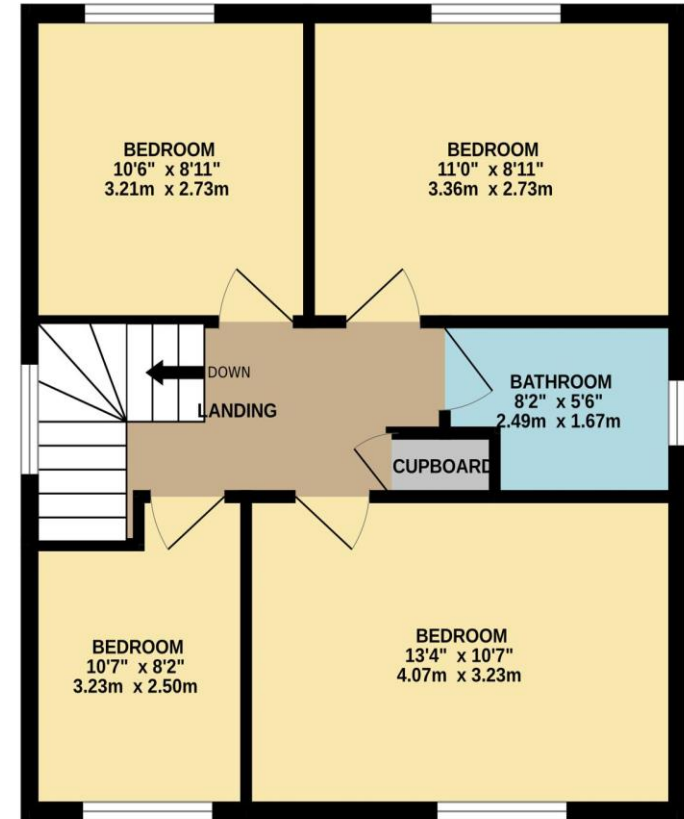 BEDROOM
10'6" x 8'11"
3.21m x 2.73m
BEDROOM
11'0" x 8'11"
3.36m x 2.73m
DOWN
LANDING
BATHROOM
8'2" x 5'6"
2.49m x 1.67m
CUPBOARD
BEDROOM
10'7" x 8'2"
3.23m x 2.50m
BEDROOM
13'4" x 10'7"
4.07m x 3.23m